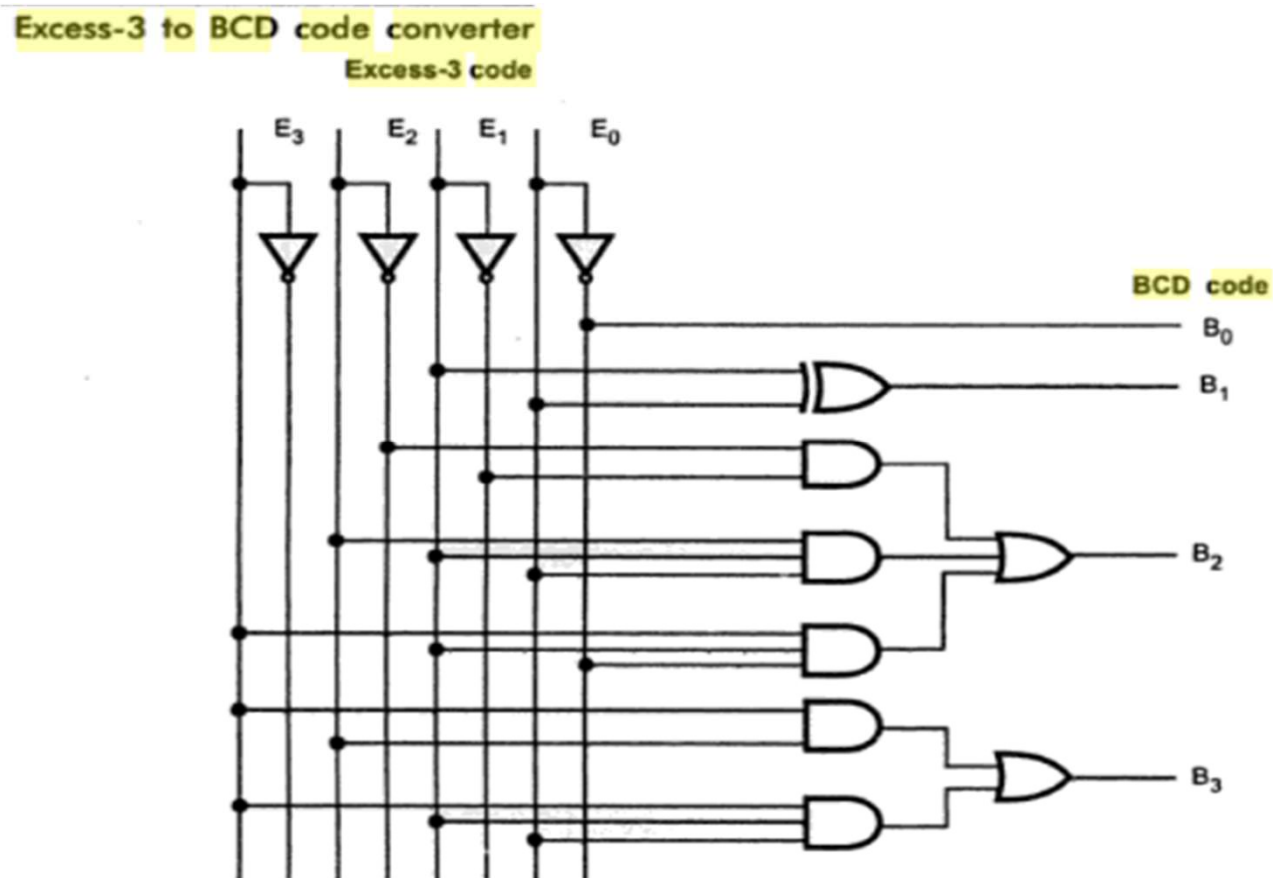 Excess-3 to BCD code converter
Excess-3 code
E3 E2 E1 E0
BCD code
B0
B1
B2
B3